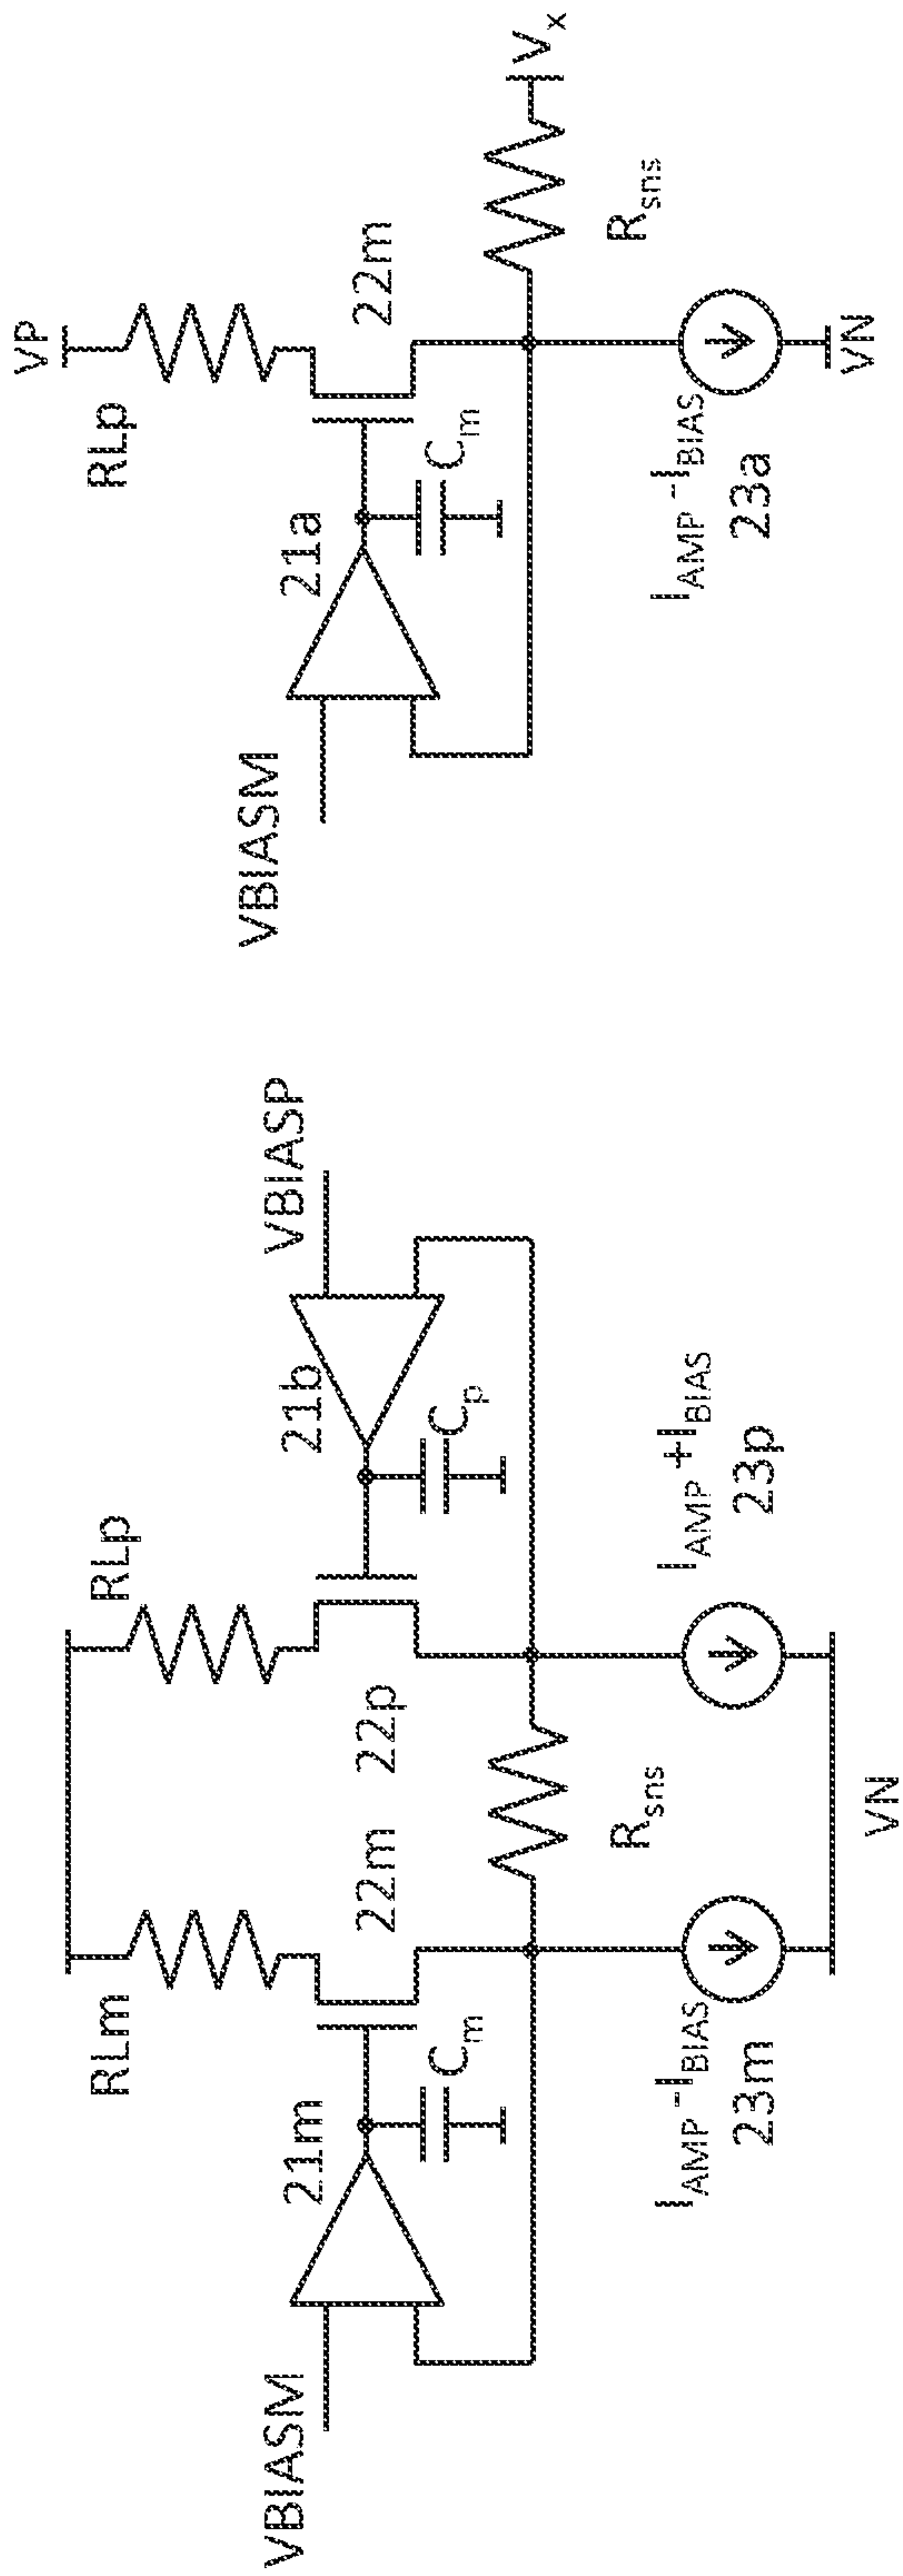 VBIASM
21m
Cm
RLm
22m
IAMP-IBIAS
23m
Rsns
22p
RLp
21b
Cp
VBIASP
IAMP+IBIAS
23p
VN
VBIASM
21a
Cm
RLp
VP
22m
Rsns
Vx
IAMP-IBIAS
23a
VN